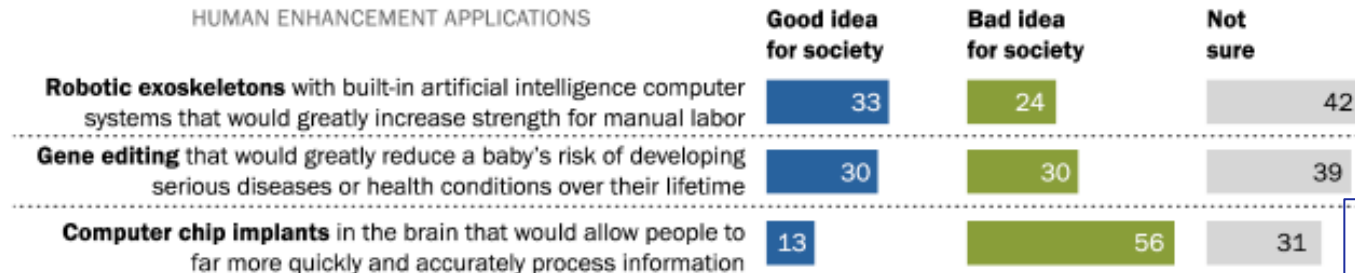 HUMAN ENHANCEMENT APPLICATIONS
Good idea for society
Bad idea for society
Not sure
Robotic exoskeletons with built-in artificial intelligence computer
systems that would greatly increase strength for manual labor
33 24 42
Gene editing that would greatly reduce a baby's risk of developing
serious diseases or health conditions over their lifetime
30 30 39
Computer chip implants in the brain that would allow people to
far more quickly and accurately process information
13 56 31